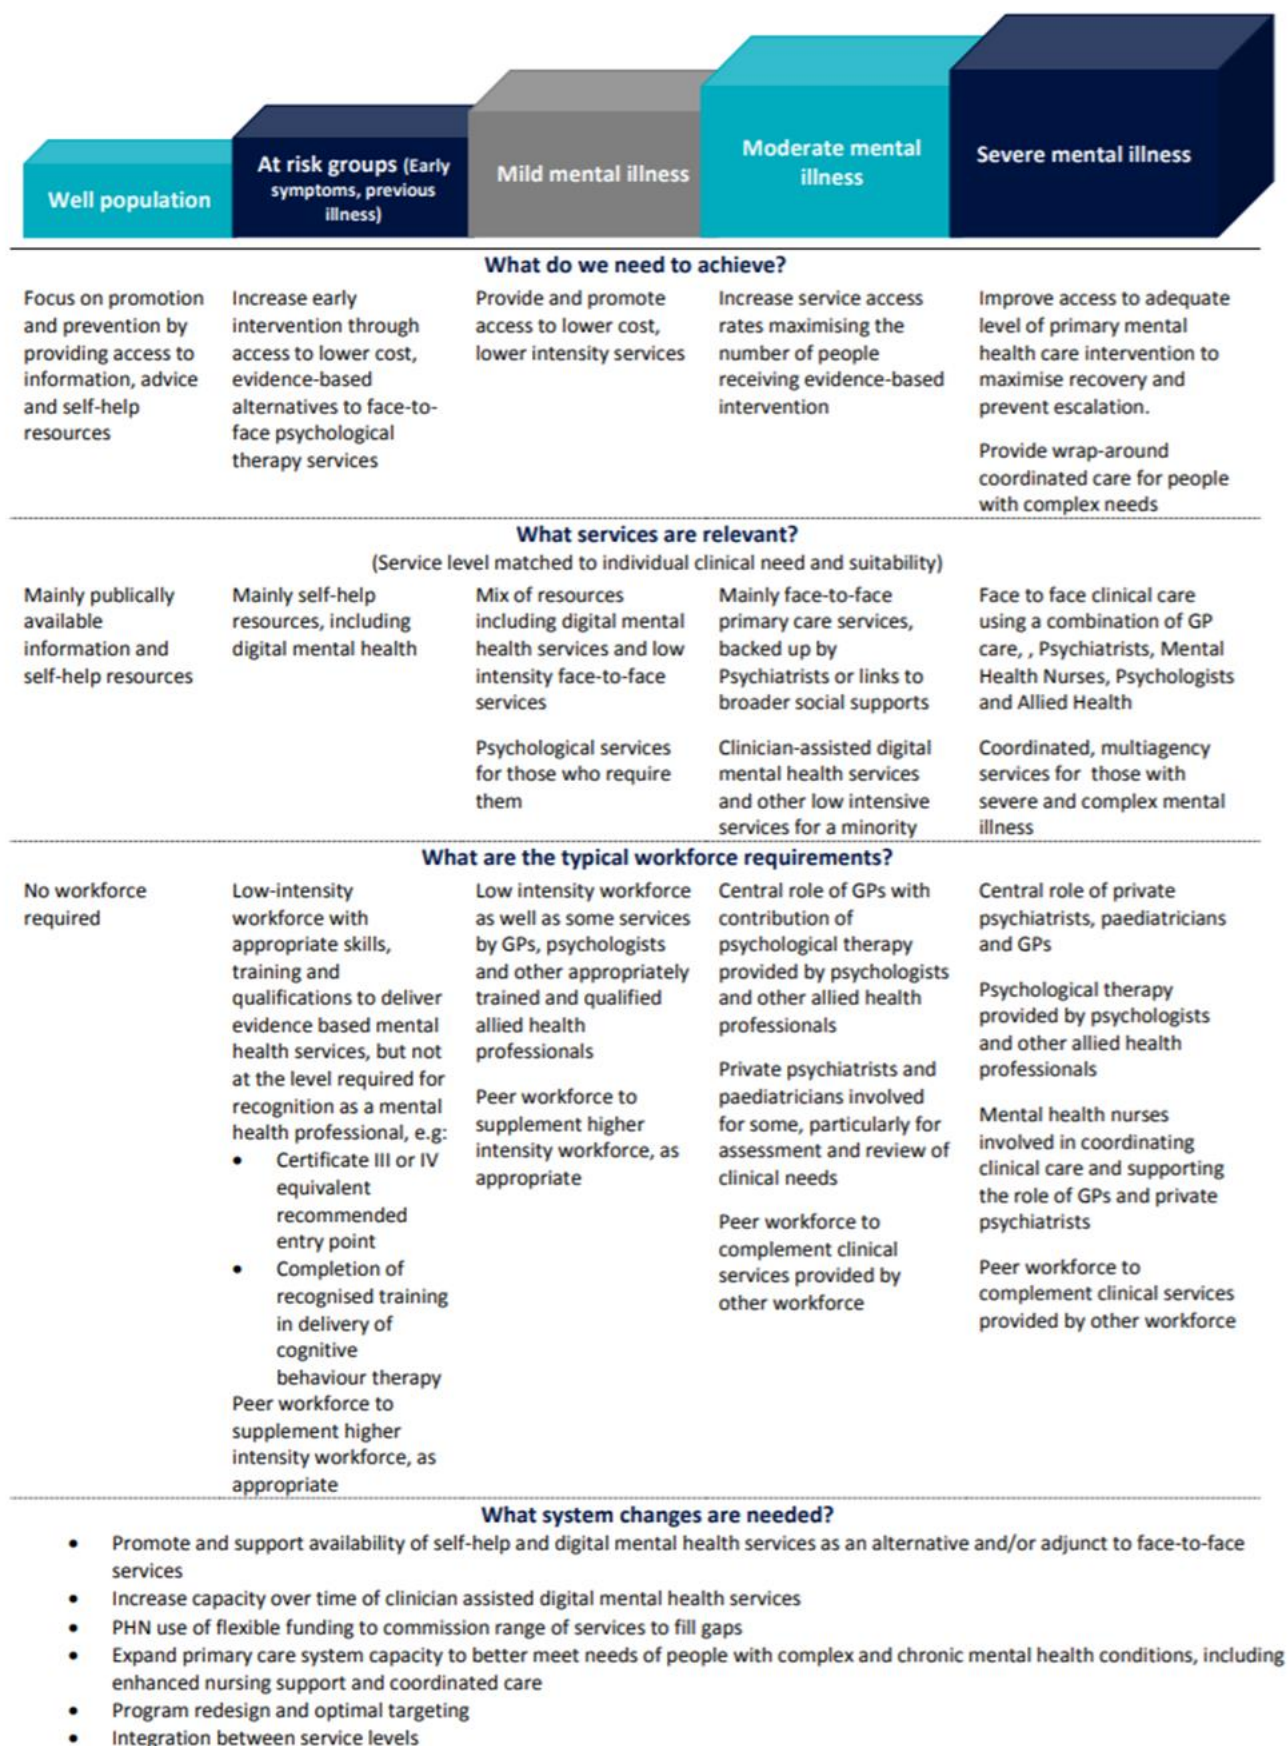 Well population
At risk groups (Early
symptoms, previous
illness)
Mild mental illness
Moderate mental
illness
Severe mental illness
What do we need to achieve?
Focus on promotion
and prevention by
providing access to
information, advice
and self-help
resources
Increase early
intervention through
access to lower cost,
evidence-based
alternatives to face-to-
face psychological
therapy services
Provide and promote
access to lower cost,
lower intensity services
Increase service access
rates maximising the
number of people
receiving evidence-based
intervention
Improve access to adequate
level of primary mental
health care intervention to
maximise recovery and
prevent escalation.
Provide wrap-around
coordinated care for people
with complex needs
What services are relevant?
(Service level matched to individual clinical need and suitability)
Mainly publically
available
information and
self-help resources
Mainly self-help
resources, including
digital mental health
Mix of resources
including digital mental
health services and low
intensity face-to-face
services
Psychological services
for those who require
them
Mainly face-to-face
primary care services,
backed up by
Psychiatrists or links to
broader social supports
Clinician-assisted digital
mental health services
and other low intensive
services for a minority
Face to face clinical care
using a combination of GP
care, , Psychiatrists, Mental
Health Nurses, Psychologists
and Allied Health
Coordinated, multiagency
services for  those with
severe and complex mental
illness
What are the typical workforce requirements?
No workforce
required
Low-intensity
workforce with
appropriate skills,
training and
qualifications to deliver
evidence based mental
health services, but not
at the level required for
recognition as a mental
health professional, e.g:
• Certificate III or IV
equivalent
recommended
entry point
• Completion of
recognised training
in delivery of
cognitive
behaviour therapy
Peer workforce to
supplement higher
intensity workforce, as
appropriate
Low intensity workforce
as well as some services
by GPs, psychologists
and other appropriately
trained and qualified
allied health
professionals
Peer workforce to
supplement higher
intensity workforce, as
appropriate
Central role of GPs with
contribution of
psychological therapy
provided by psychologists
and other allied health
professionals
Private psychiatrists and
paediatricians involved
for some, particularly for
assessment and review of
clinical needs
Peer workforce to
complement clinical
services provided by
other workforce
Central role of private
psychiatrists, paediatricians
and GPs
Psychological therapy
provided by psychologists
and other allied health
professionals
Mental health nurses
involved in coordinating
clinical care and supporting
the role of GPs and private
psychiatrists
Peer workforce to
complement clinical services
provided by other workforce
What system changes are needed?
• Promote and support availability of self-help and digital mental health services as an alternative and/or adjunct to face-to-face
services
• Increase capacity over time of clinician assisted digital mental health services
• PHN use of flexible funding to commission range of services to fill gaps
• Expand primary care system capacity to better meet needs of people with complex and chronic mental health conditions, including
enhanced nursing support and coordinated care
• Program redesign and optimal targeting
• Integration between service levels